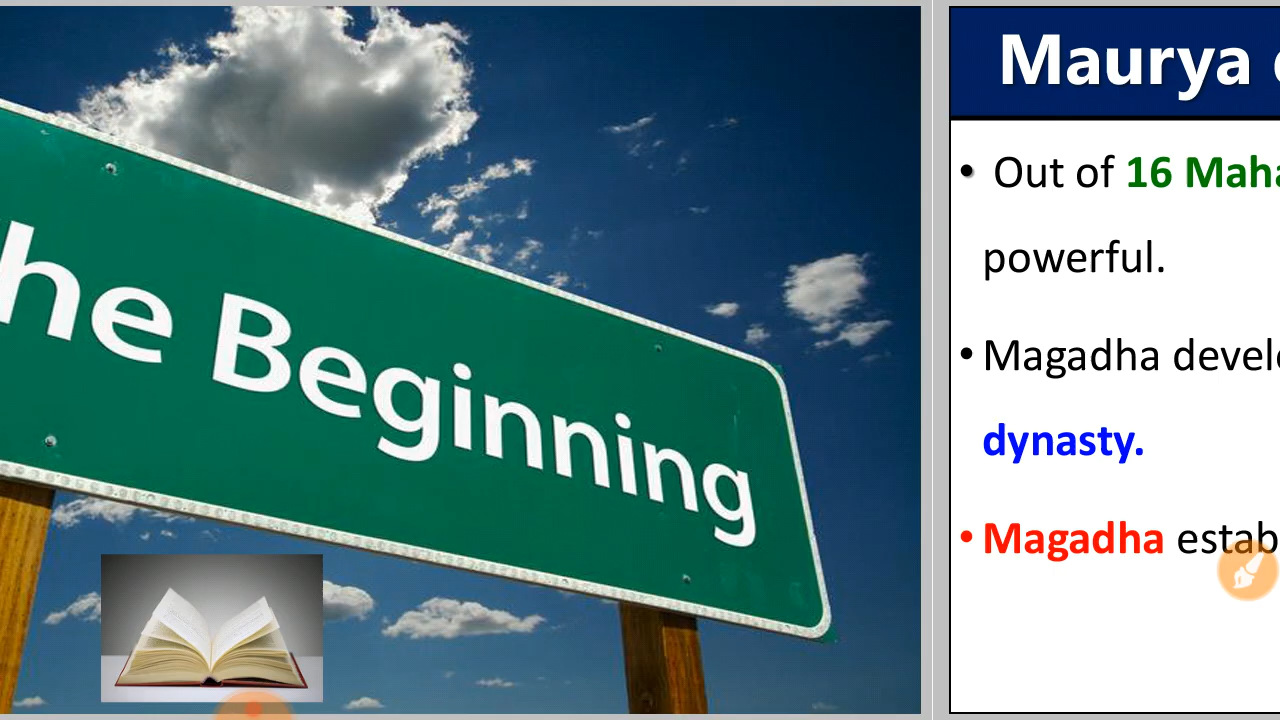 he Beginning
Maurya
• Out of 16 Maha
powerful.
• Magadha devel
dynasty.
• Magadha estab